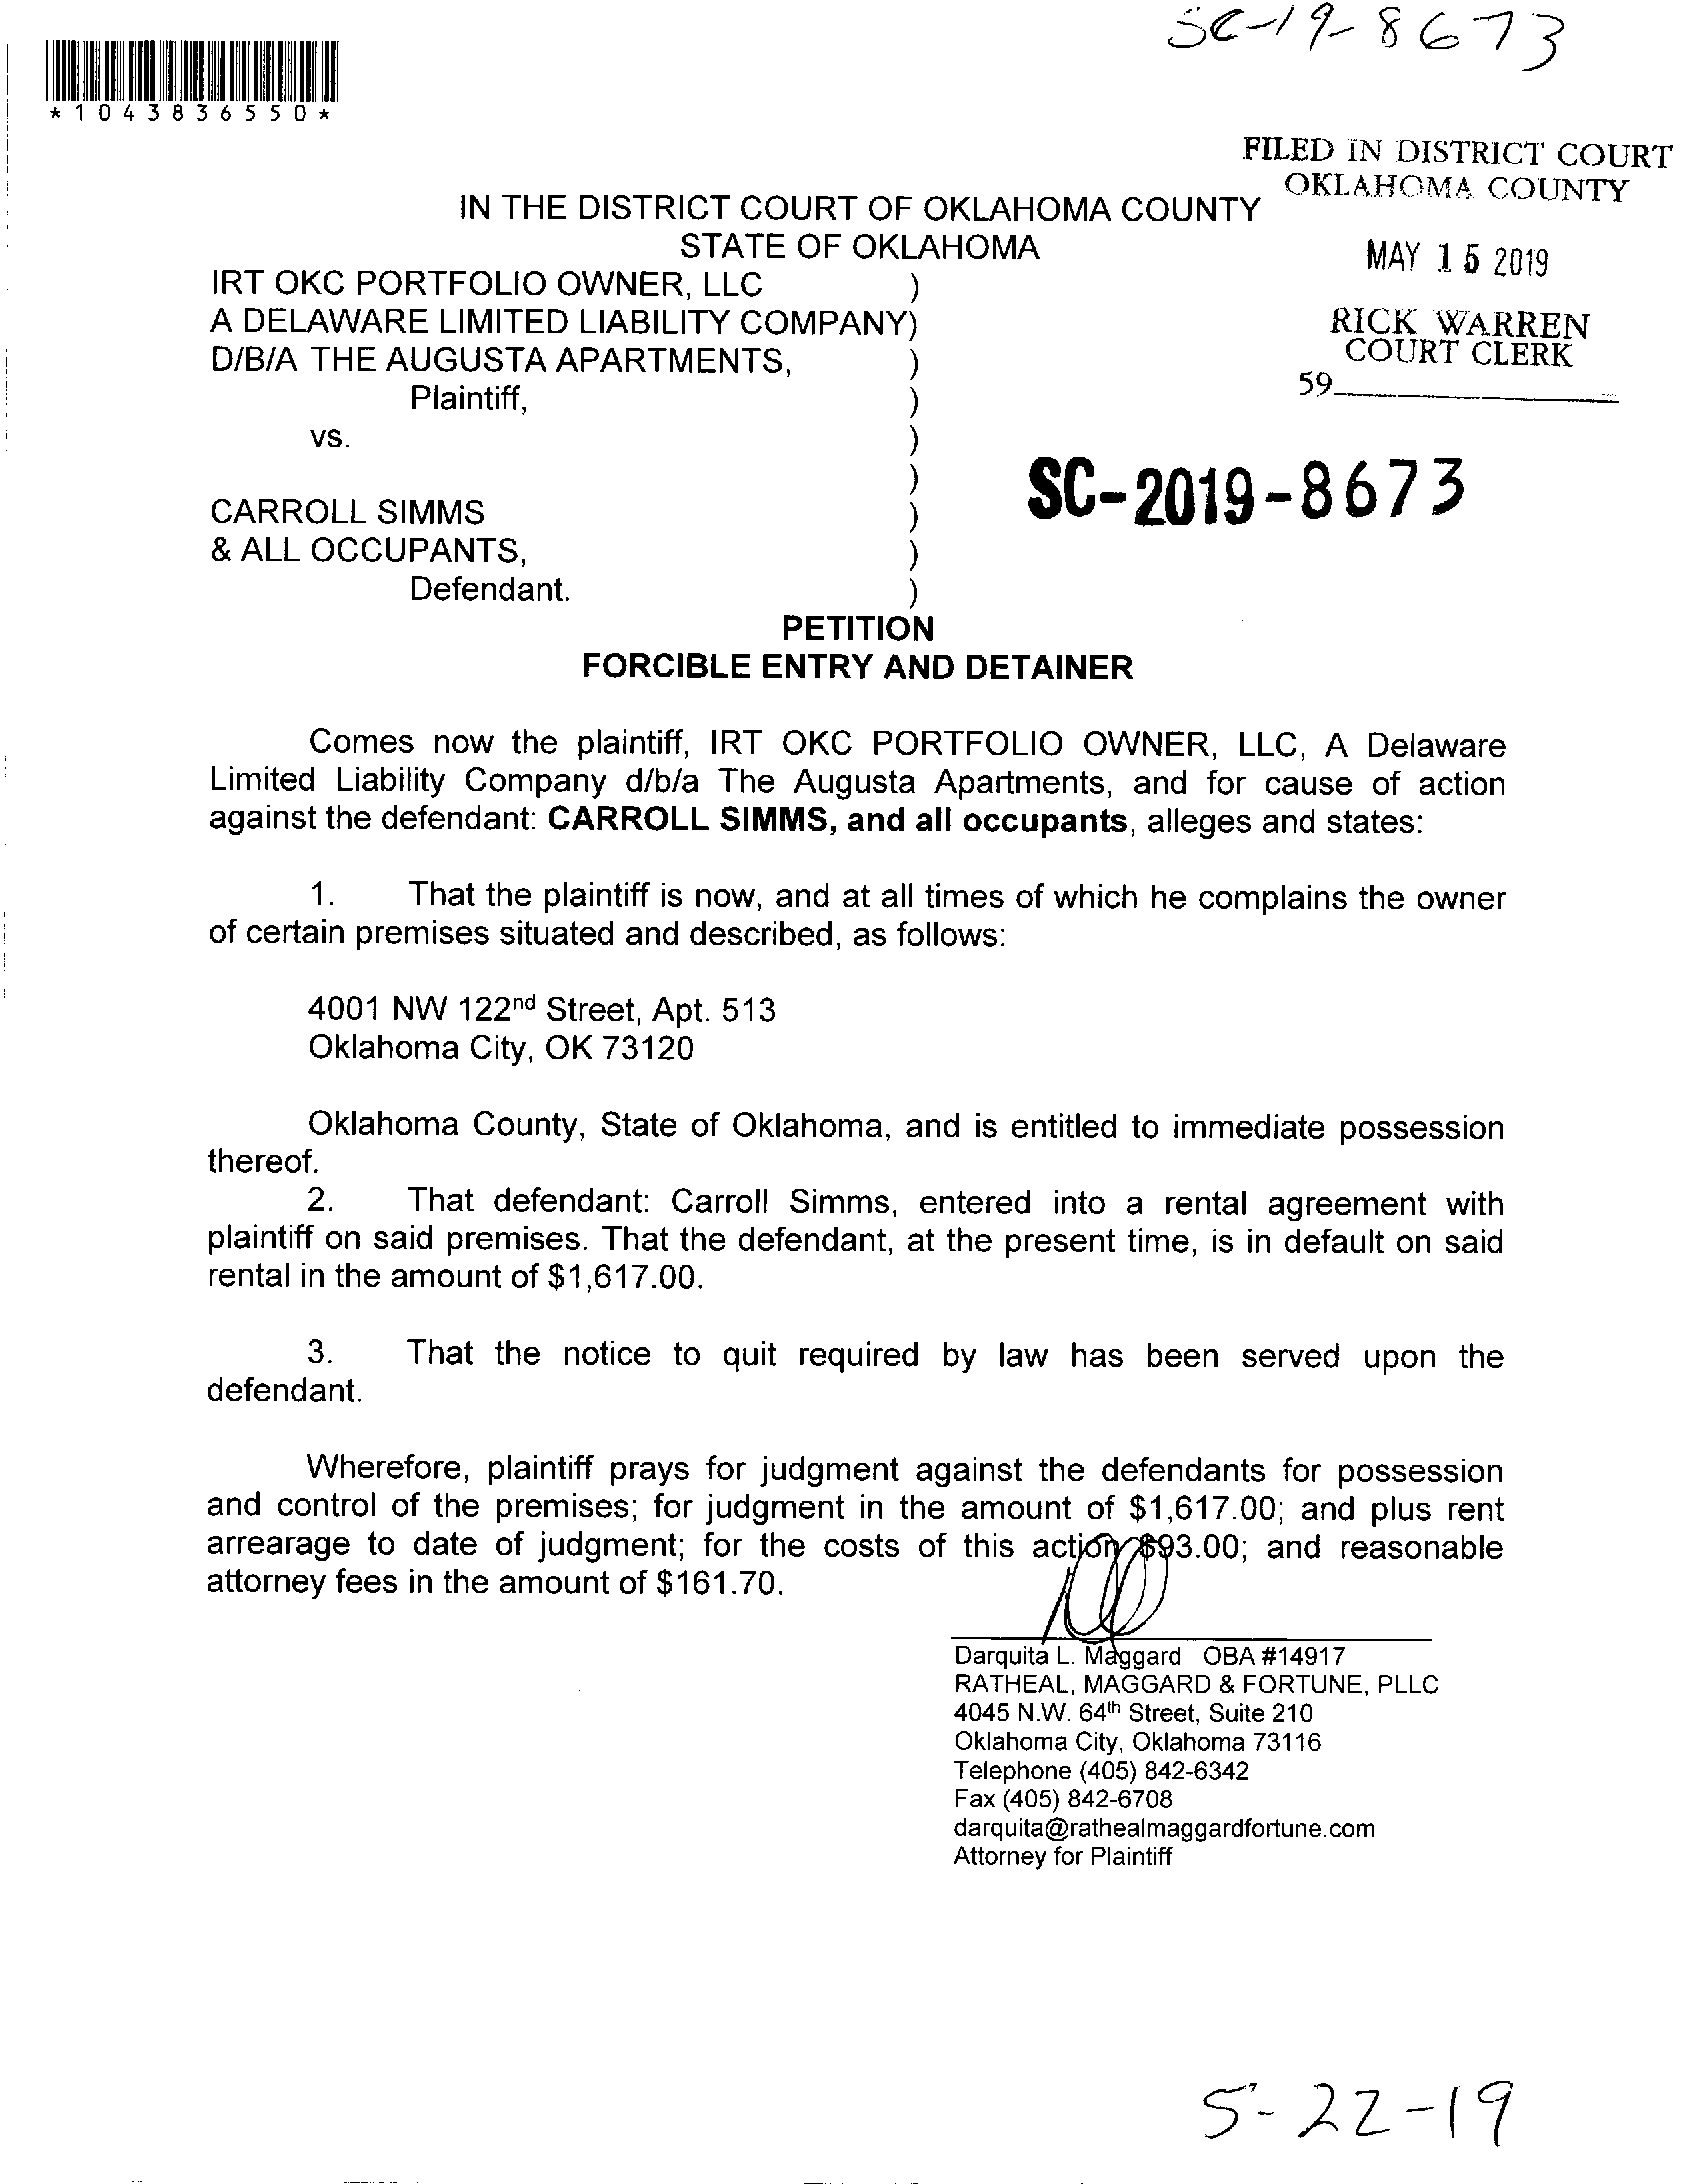 SC-19-8673
*1043836550*
FILED IN DISTRICT COURT
OKLAHOMA COUNTY
IN THE DISTRICT COURT OF OKLAHOMA COUNTY
STATE OF OKLAHOMA
MAY 15 2019
IRT OKC PORTFOLIO OWNER, LLC )
A DELAWARE LIMITED LIABILITY COMPANY)
RICK WARREN
COURT CLERK
D/B/A THE AUGUSTA APARTMENTS, )
59
Plaintiff, )
vs. )
)
SC-2019-8673
CARROLL SIMMS )
& ALL OCCUPANTS, )
Defendant. )
PETITION
FORCIBLE ENTRY AND DETAINER
Comes now the plaintiff, IRT OKC PORTFOLIO OWNER, LLC, A Delaware
Limited Liability Company d/b/a The Augusta Apartments, and for cause of action
against the defendant: CARROLL SIMMS, and all occupants, alleges and states:
1. That the plaintiff is now, and at all times of which he complains the owner
of certain premises situated and described, as follows:
4001 NW 122nd Street, Apt. 513
Oklahoma City, OK 73120
Oklahoma County, State of Oklahoma, and is entitled to immediate possession
thereof.
2. That defendant: Carroll Simms, entered into a rental agreement with
plaintiff on said premises. That the defendant, at the present time, is in default on said
rental in the amount of $1,617.00.
3. That the notice to quit required by law has been served upon the
defendant.
Wherefore, plaintiff prays for judgment against the defendants for possession
and control of the premises; for judgment in the amount of $1,617.00; and plus rent
arrearage to date of judgment; for the costs of this action $93.00; and reasonable
attorney fees in the amount of $161.70.
Darquita L. Maggard OBA #14917
RATHEAL, MAGGARD & FORTUNE, PLLC
4045 N.W. 64th Street, Suite 210
Oklahoma City, Oklahoma 73116
Telephone (405) 842-6342
Fax (405) 842-6708
darquita@rathealmaggardfortune.com
Attorney for Plaintiff
5-22-19